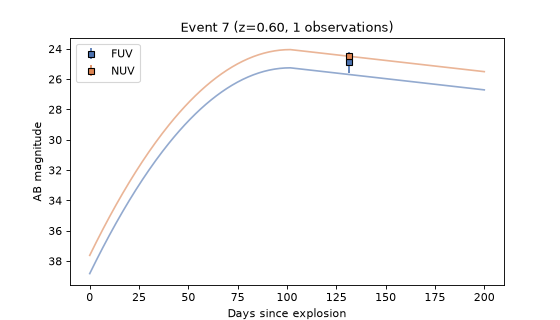 Event 7 (z=0.60, 1 observations)
FUV
NUV
AB magnitude
24
26
28
30
32
34
36
38
0 25 50 75 100 125 150 175 200
Days since explosion